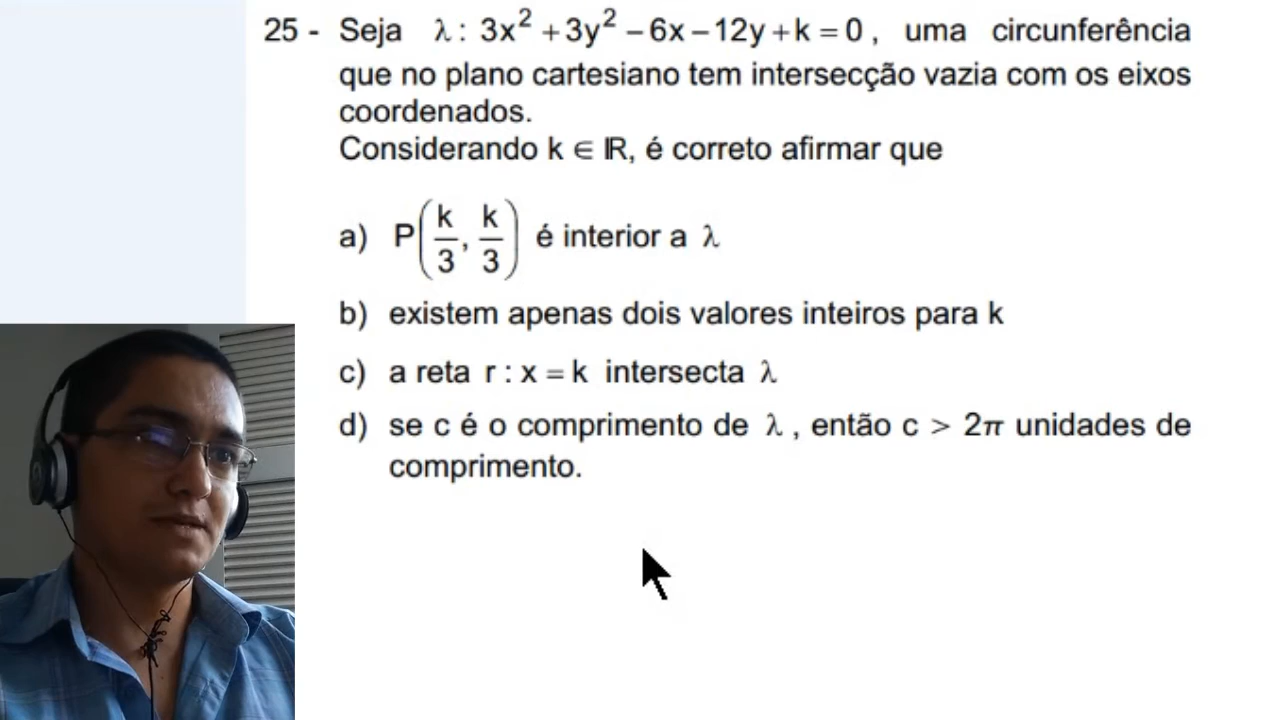 25 - Seja λ : 3x² + 3y² − 6x − 12y + k = 0 , uma circunferência
que no plano cartesiano tem intersecção vazia com os eixos
coordenados.
Considerando k ∈ ℝ, é correto afirmar que
a) P(k/3, k/3) é interior a λ
b) existem apenas dois valores inteiros para k
c) a reta r : x = k intersecta λ
d) se c é o comprimento de λ , então c > 2π unidades de
comprimento.